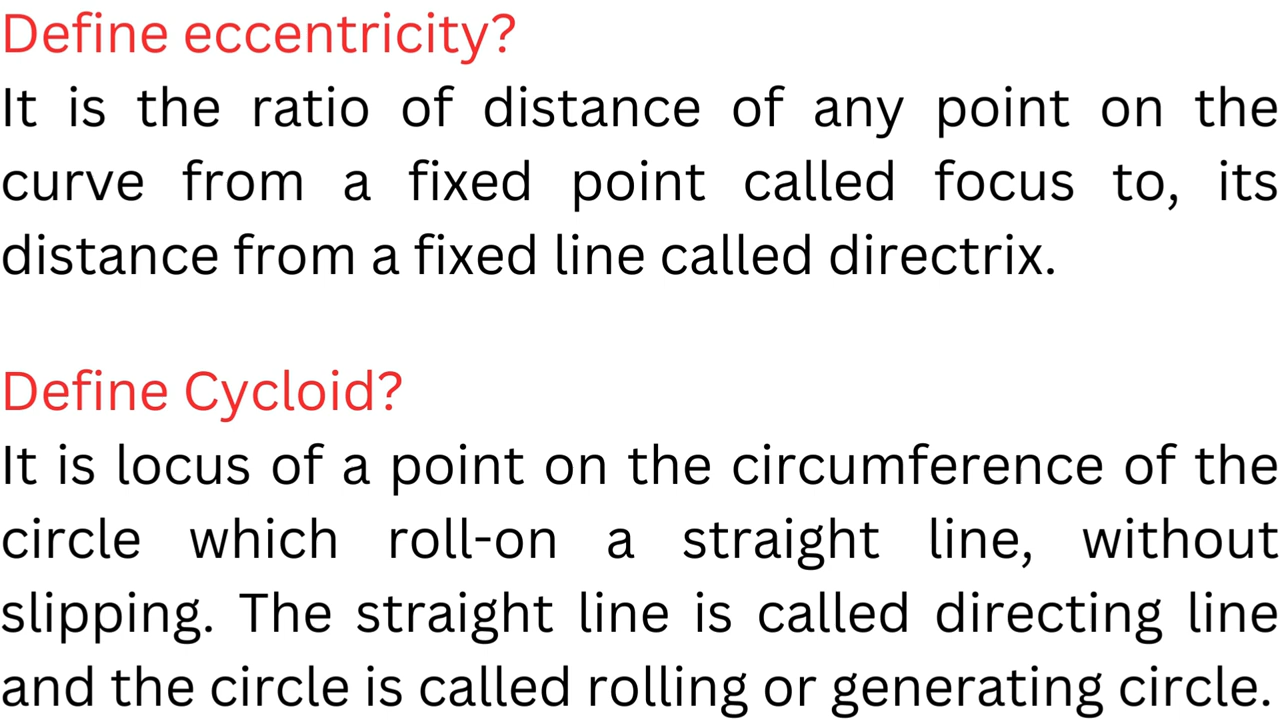 Define eccentricity?
It is the ratio of distance of any point on the
curve from a fixed point called focus to, its
distance from a fixed line called directrix.
Define Cycloid?
It is locus of a point on the circumference of the
circle which roll-on a straight line, without
slipping. The straight line is called directing line
and the circle is called rolling or generating circle.